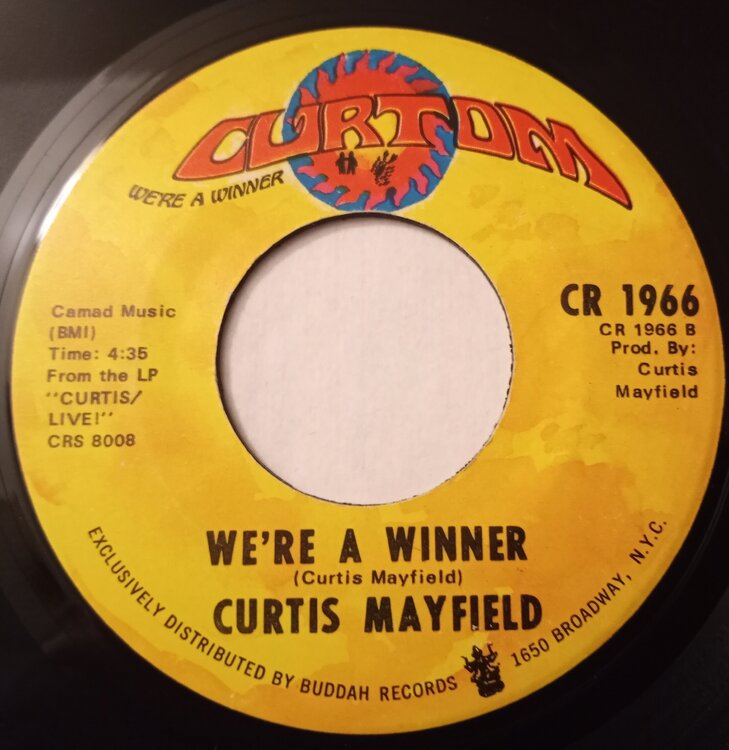 CURTOM
WE'RE A WINNER
Camad Music
(BMI)
Time: 4:35
From the LP
"CURTIS/
LIVE!"
CRS 8008
CR 1966
CR 1966 B
Prod. By:
Curtis
Mayfield
WE'RE A WINNER
(Curtis Mayfield)
CURTIS MAYFIELD
EXCLUSIVELY DISTRIBUTED BY BUDDAH RECORDS 1650 BROADWAY, N.Y.C.